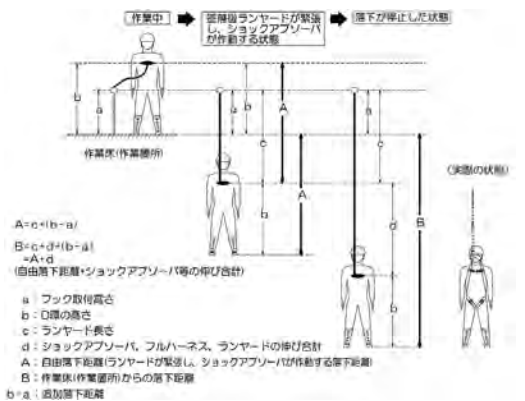 作業中
墜落後ランヤードが緊張
し、ショックアブソーバ
が作動する状態
落下が停止した状態
b
a
a
b
A
c
b
A
a
c
d
b
B
作業床(作業箇所)
(実際の状態)
A=c+(b-a)
B=c+d+(b-a)
=A+d
(自由落下距離+ショックアブソーバ等の伸び合計)
a : フック取付高さ
b : D環の高さ
c : ランヤード長さ
d : ショックアブソーバ、フルハーネス、ランヤードの伸び合計
A : 自由落下距離(ランヤードが緊張し、ショックアブソーバが作動する落下距離)
B : 作業床(作業箇所)からの落下距離
b-a : 追加落下距離